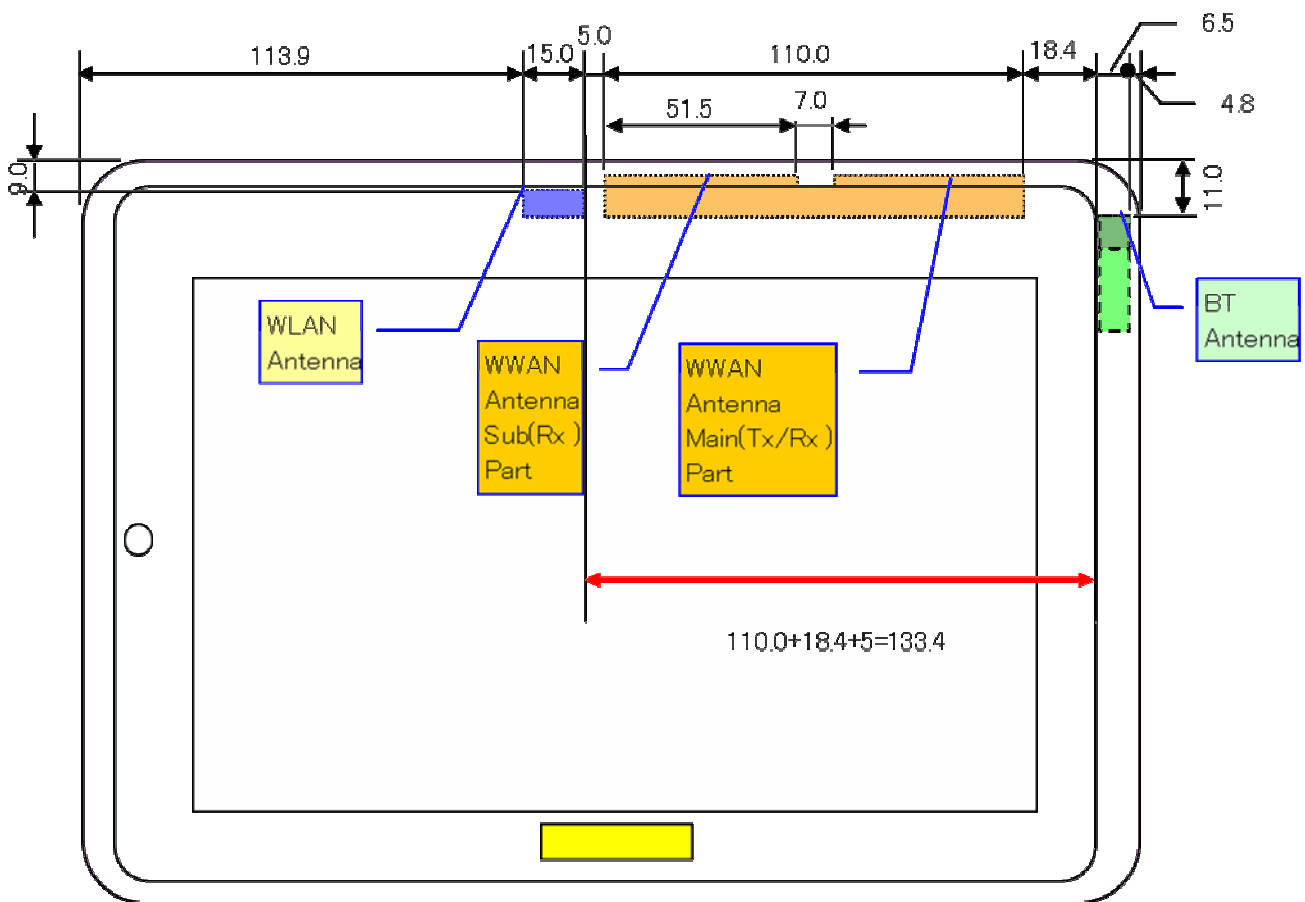 6.5
5.0
113.9
15.0
110.0
18.4
4.8
51.5
7.0
9.0
11.0
WLAN
Antenna
WWAN
Antenna
Sub(Rx )
Part
WWAN
Antenna
Main(Tx/Rx )
Part
BT
Antenna
110.0+18.4+5=133.4